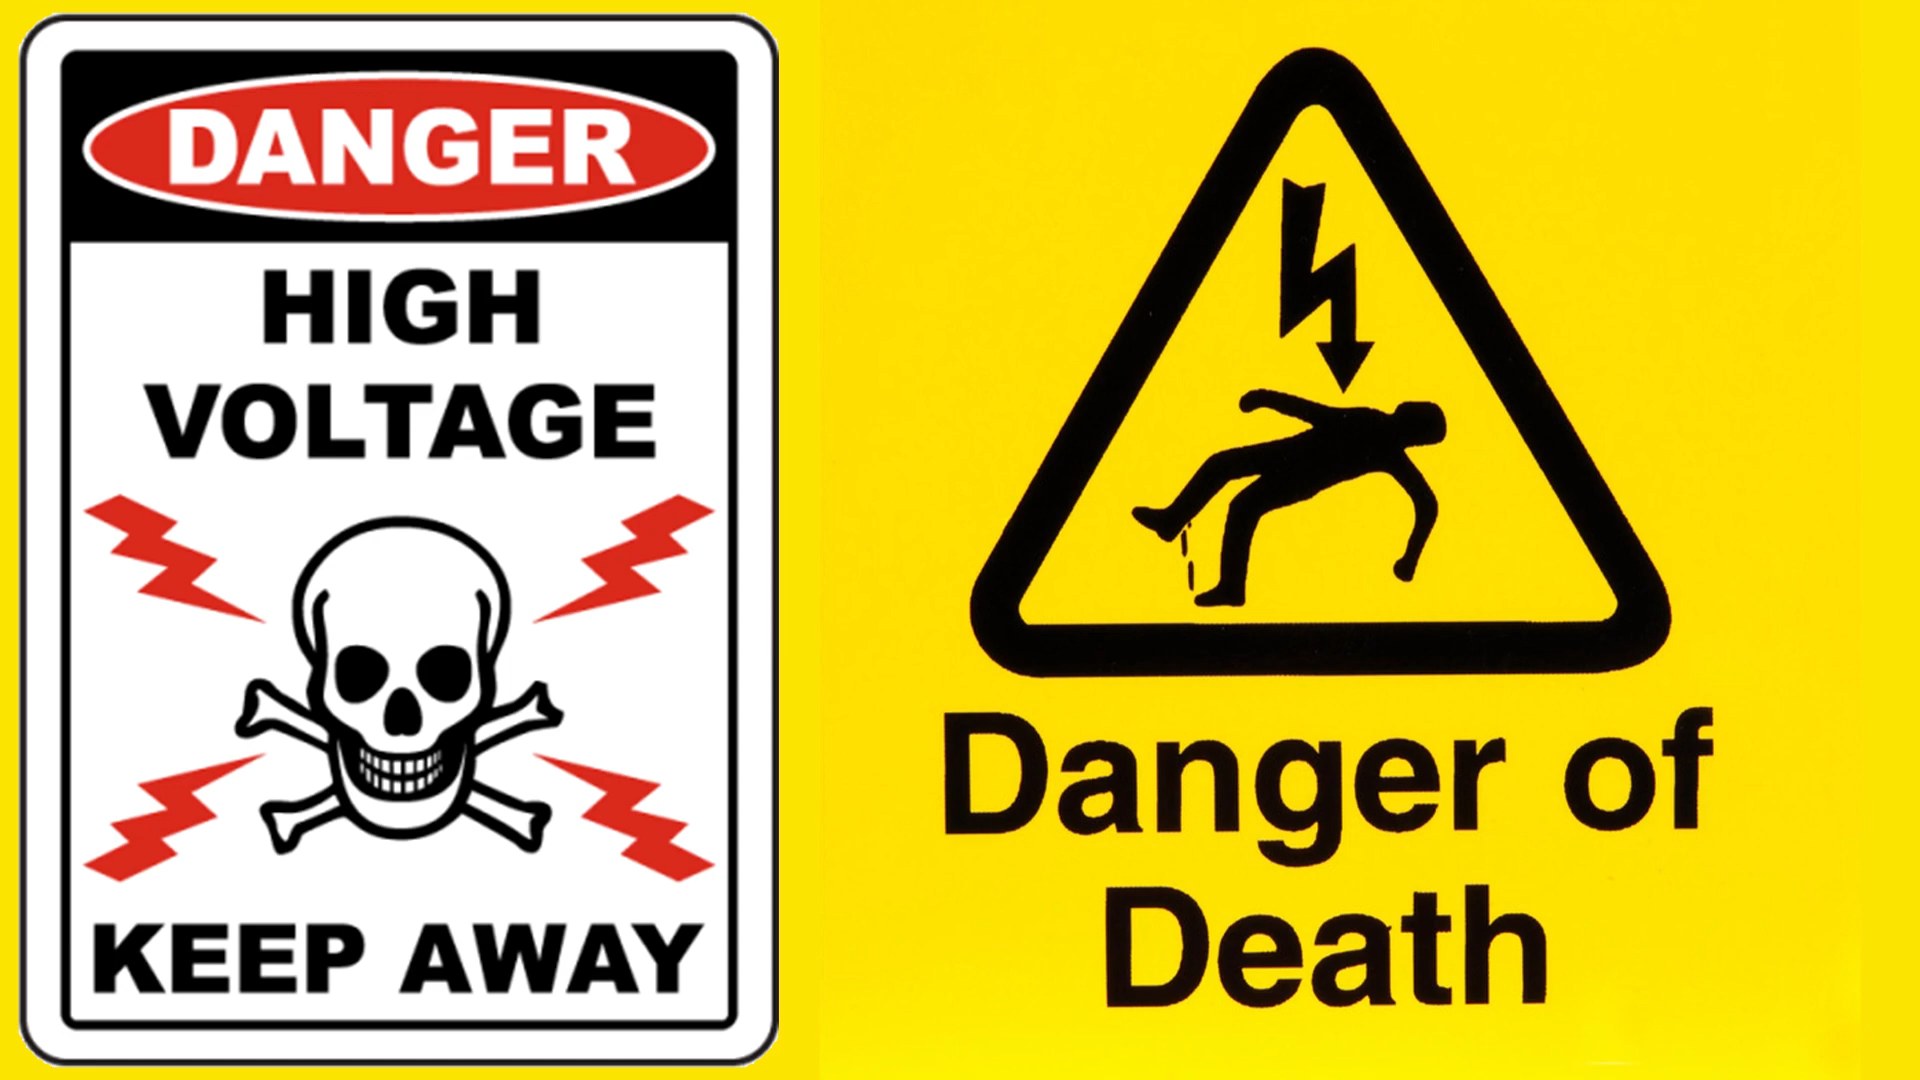 DANGER
HIGH
VOLTAGE
KEEP AWAY
Danger of
Death